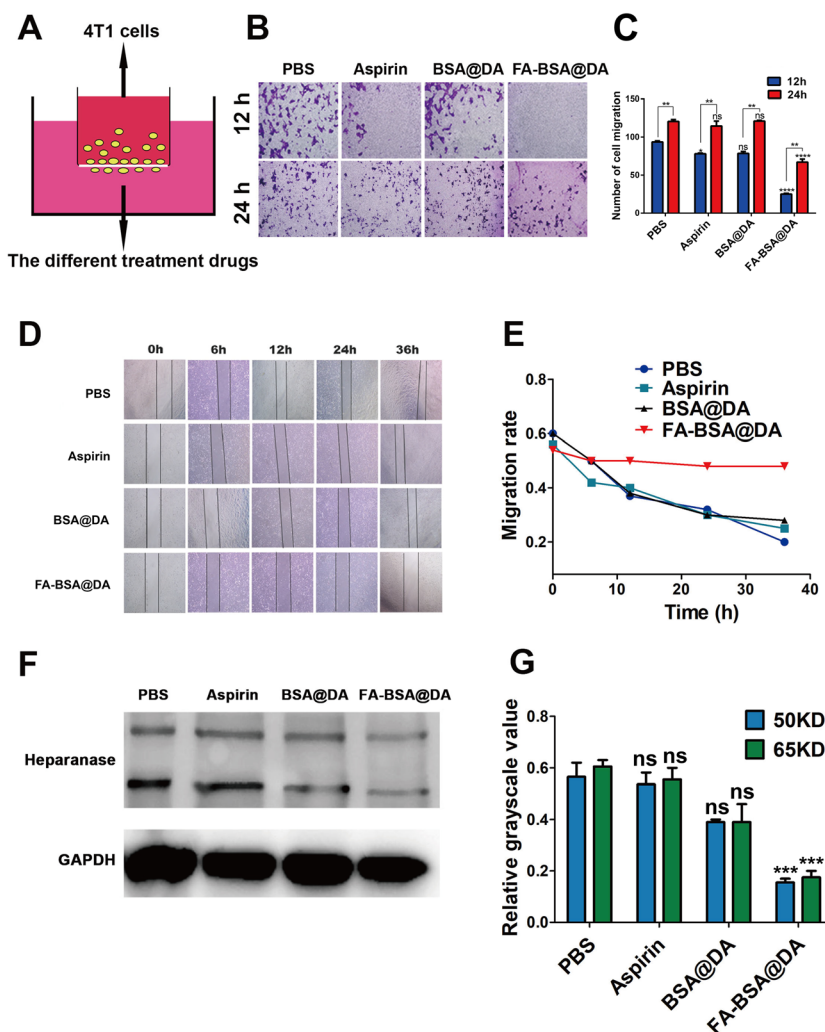 A
4T1 cells
The different treatment drugs
B
PBS Aspirin BSA@DA FA-BSA@DA
12 h
24 h
C
12h
24h
Number of cell migration
150
100
50
0
** ** ** **
ns ns
* ns
**** ****
PBS Aspirin BSA@DA FA-BSA@DA
D
0h 6h 12h 24h 36h
PBS
Aspirin
BSA@DA
FA-BSA@DA
E
PBS
Aspirin
BSA@DA
FA-BSA@DA
Migration rate
0.8
0.6
0.4
0.2
0 10 20 30 40
Time (h)
F
PBS Aspirin BSA@DA FA-BSA@DA
Heparanase
GAPDH
G
50KD
65KD
Relative grayscale value
0.8
0.6
0.4
0.2
0.0
ns ns
ns ns
*** ***
PBS Aspirin BSA@DA FA-BSA@DA